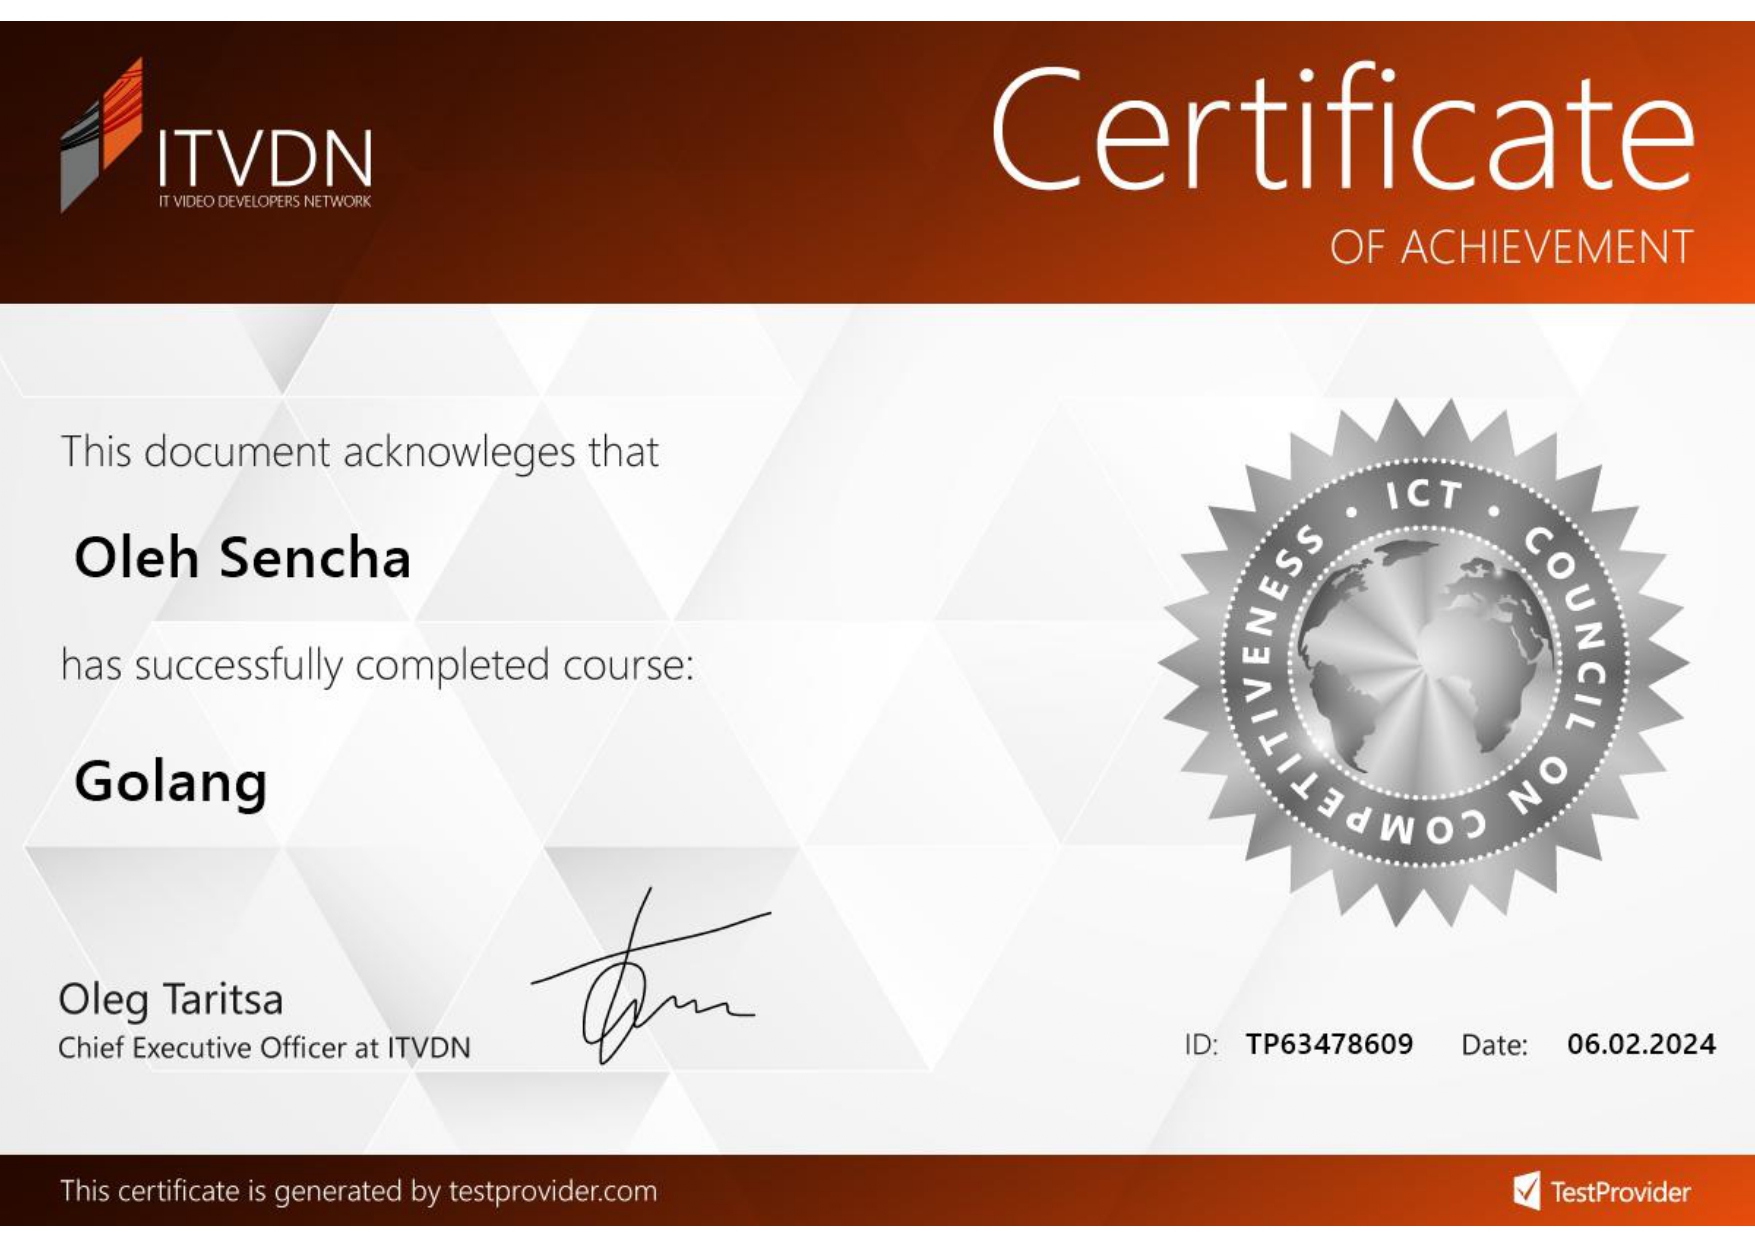 ITVDN
IT VIDEO DEVELOPERS NETWORK
Certificate
OF ACHIEVEMENT
This document acknowleges that
Oleh Sencha
has successfully completed course:
Golang
ICT • COUNCIL ON COMPETITIVENESS •
Oleg Taritsa
Chief Executive Officer at ITVDN
ID: TP63478609 Date: 06.02.2024
This certificate is generated by testprovider.com
TestProvider